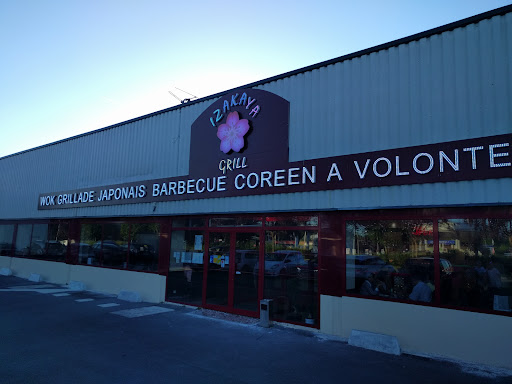 IZAKAYA
GRILL
WOK GRILLADE JAPONAIS BARBECUE COREEN A VOLONTE